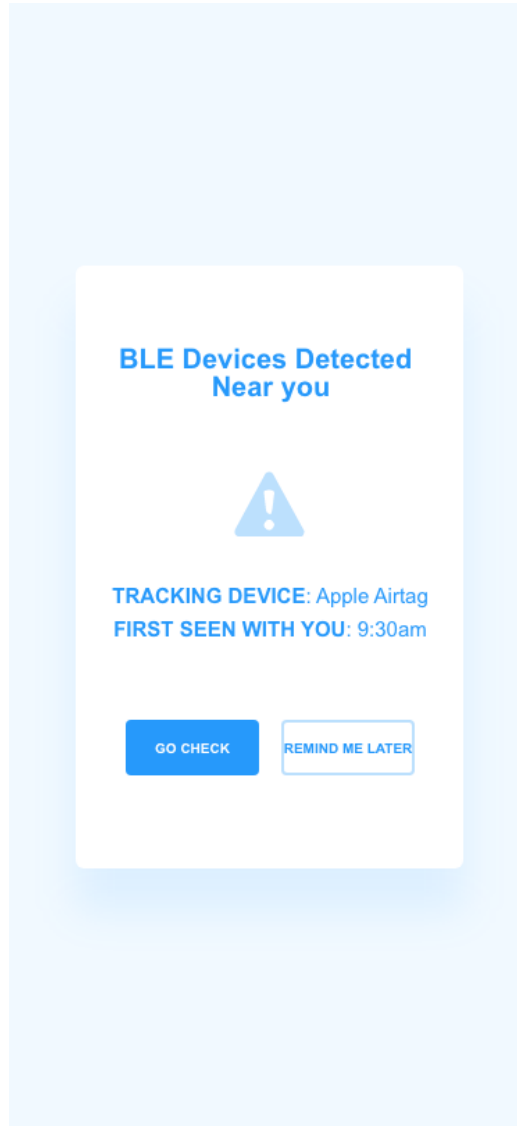 BLE Devices Detected
Near you
TRACKING DEVICE: Apple Airtag
FIRST SEEN WITH YOU: 9:30am
GO CHECK
REMIND ME LATER